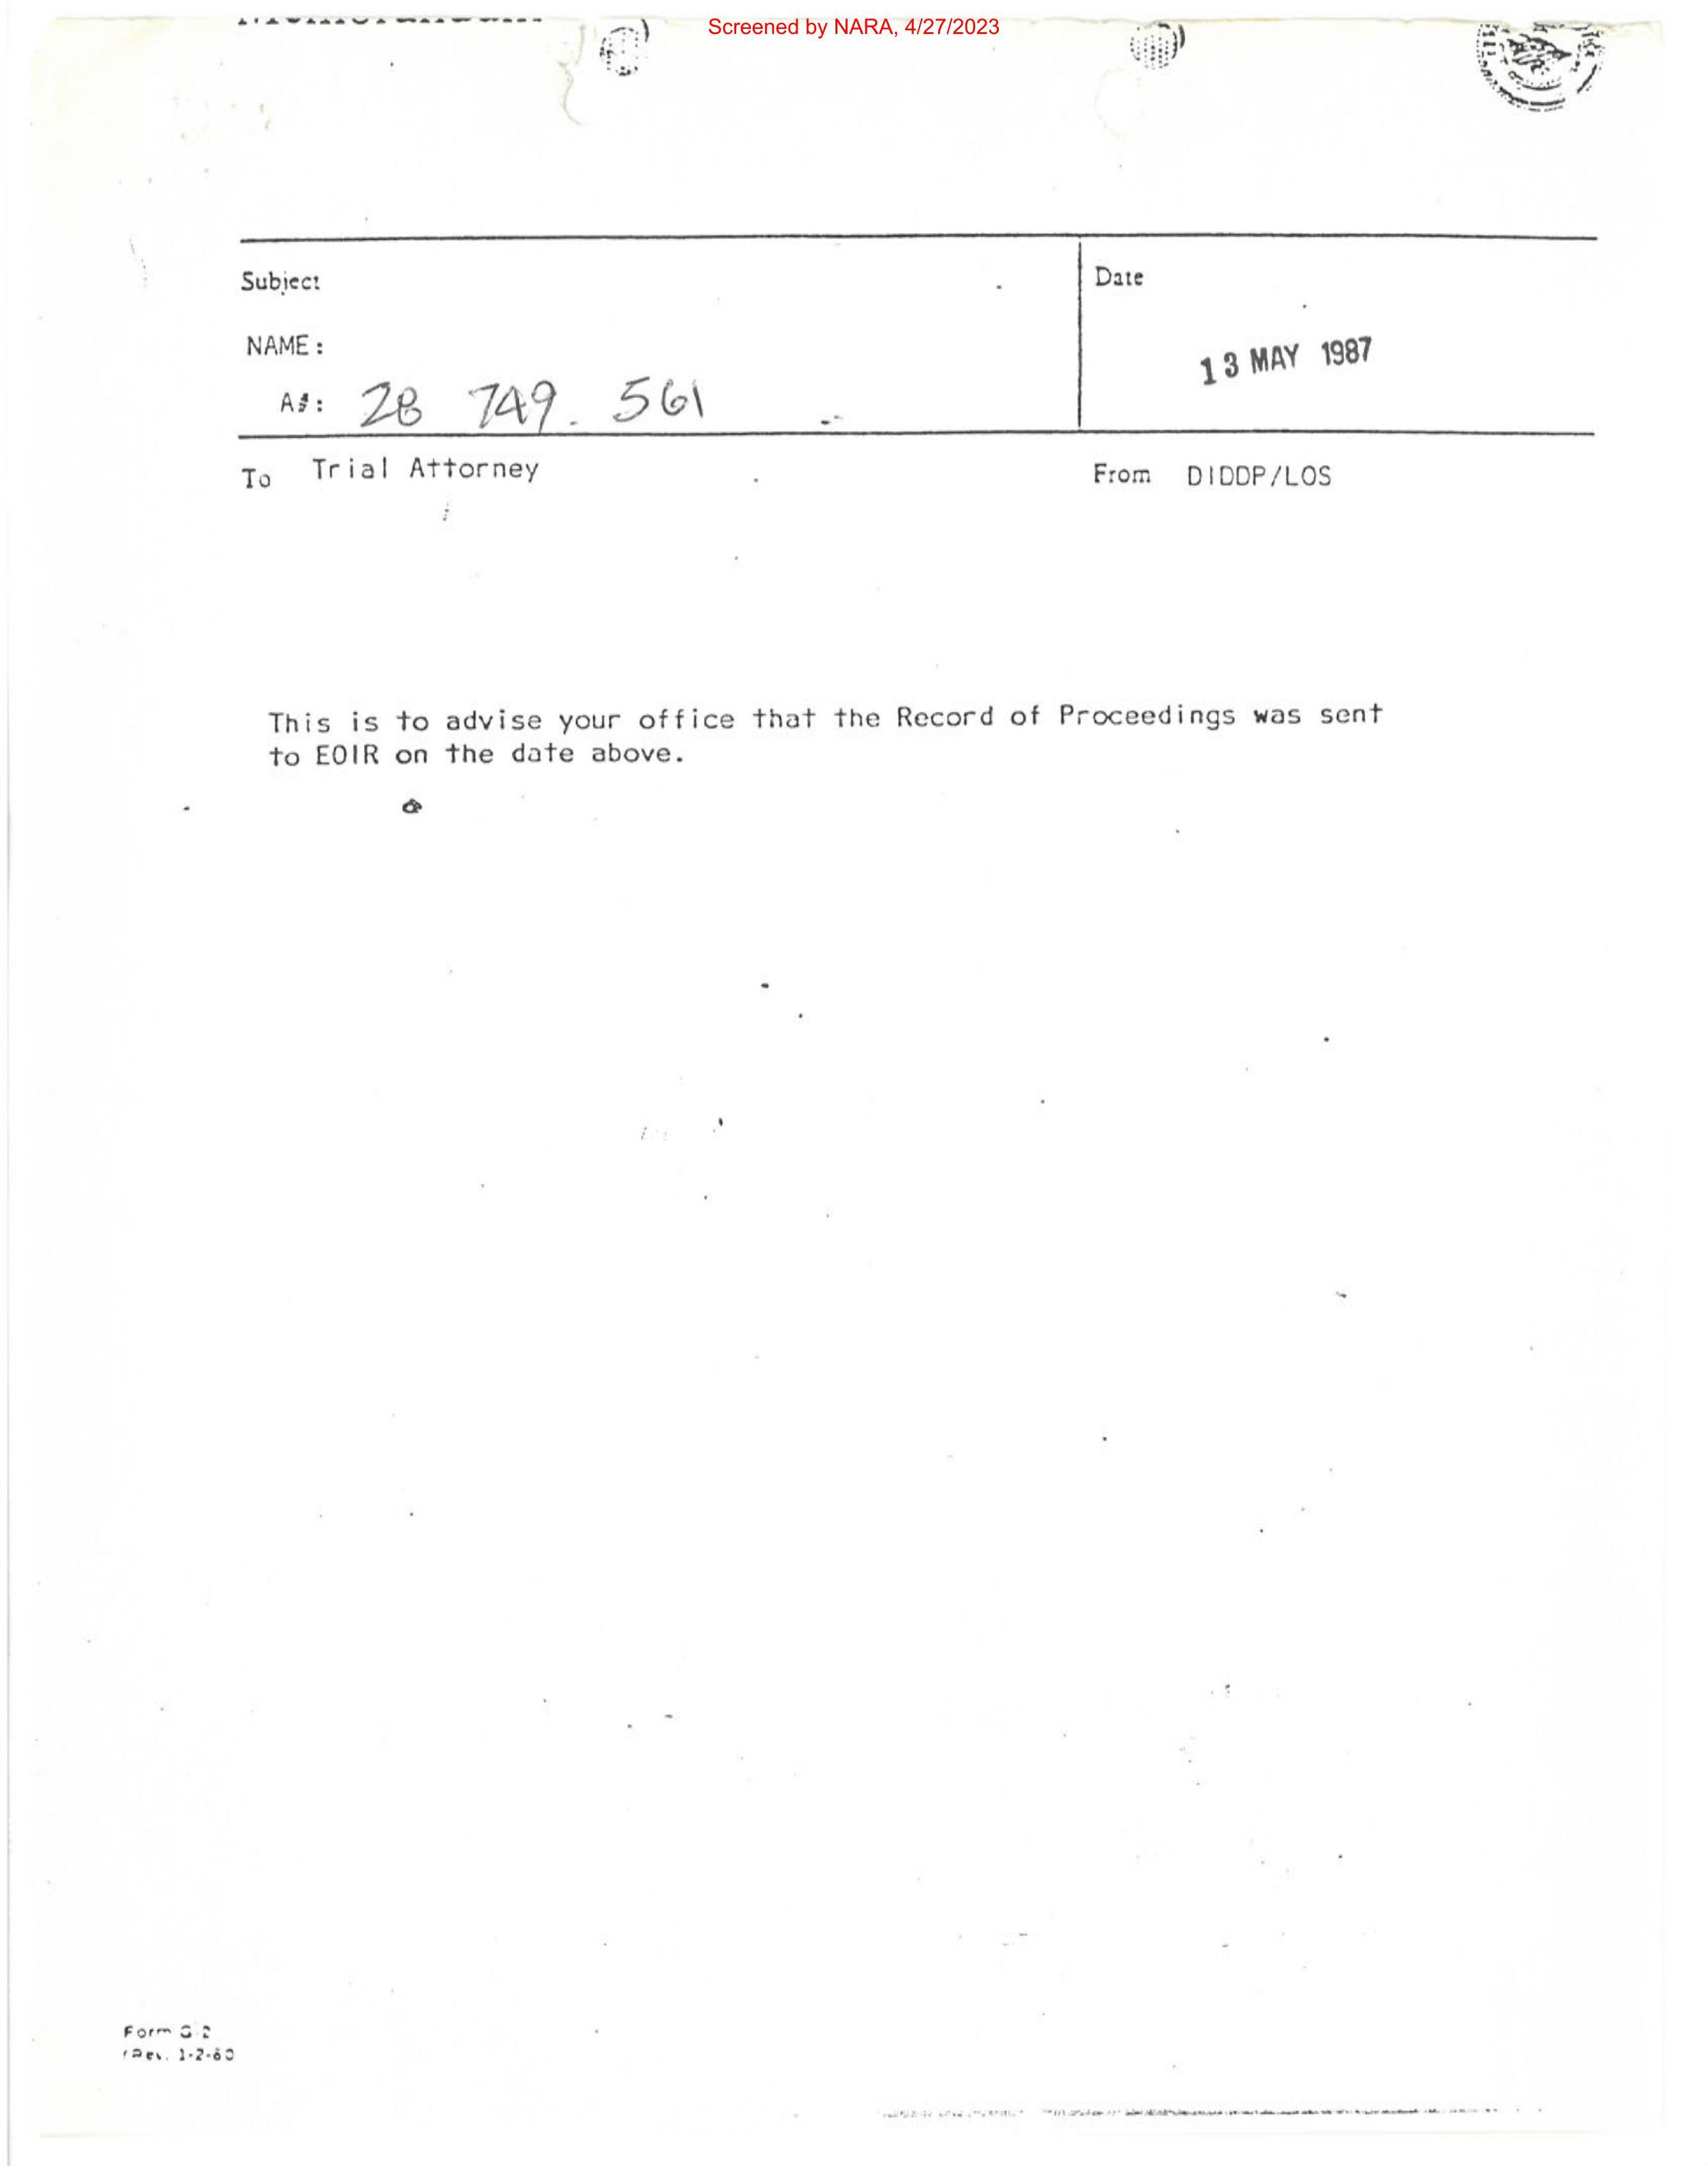 Screened by NARA, 4/27/2023
Memorandum
Subject
Date
NAME:
13 MAY 1987
A#: 28 749. 561
To Trial Attorney
From DIDDP/LOS
This is to advise your office that the Record of Proceedings was sent
to EOIR on the date above.
Form G-2
(Rev. 1-2-80